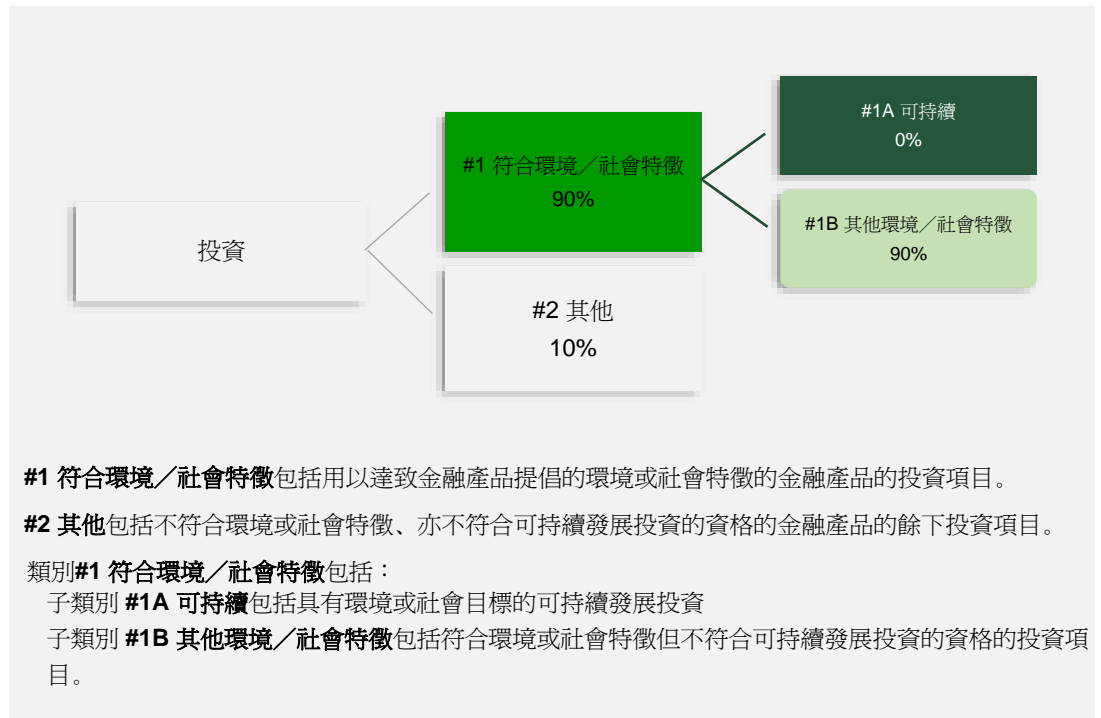 #1A 可持續
0%
#1 符合環境／社會特徵
90%
#1B 其他環境／社會特徵
90%
投資
#2 其他
10%
#1 符合環境／社會特徵包括用以達致金融產品提倡的環境或社會特徵的金融產品的投資項目。
#2 其他包括不符合環境或社會特徵、亦不符合可持續發展投資的資格的金融產品的餘下投資項目。
類別#1 符合環境／社會特徵包括：
子類別 #1A 可持續包括具有環境或社會目標的可持續發展投資
子類別 #1B 其他環境／社會特徵包括符合環境或社會特徵但不符合可持續發展投資的資格的投資項
目。